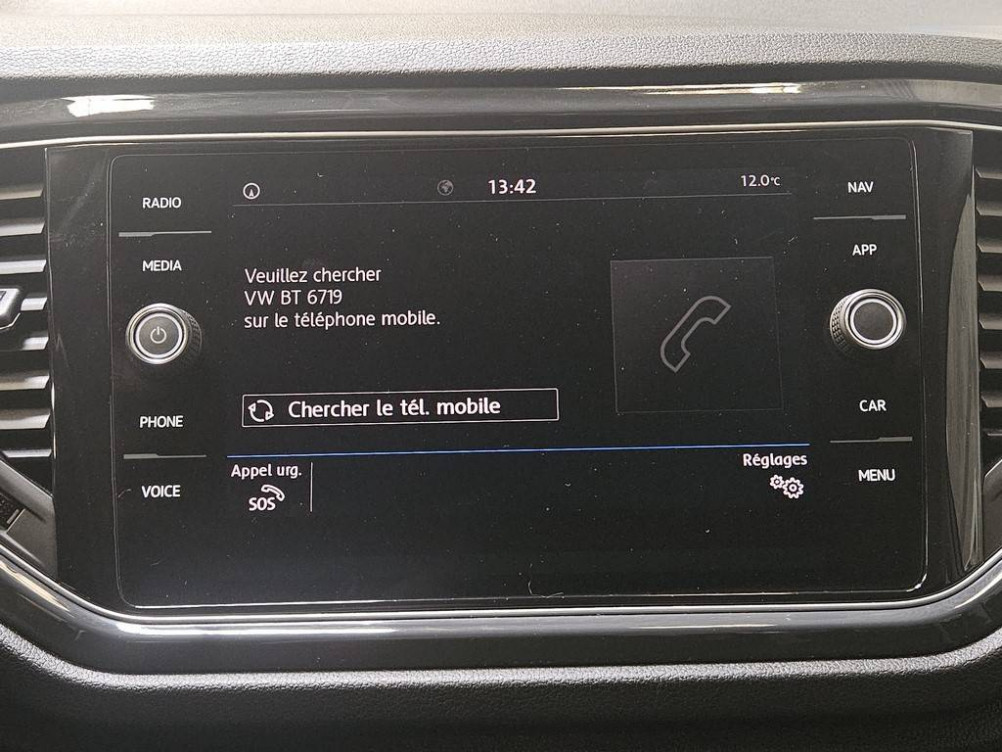 RADIO
MEDIA
PHONE
VOICE
13:42
12.0°C
Veuillez chercher
VW BT 6719
sur le téléphone mobile.
Chercher le tél. mobile
Appel urg.
SOS
Réglages
NAV
APP
CAR
MENU